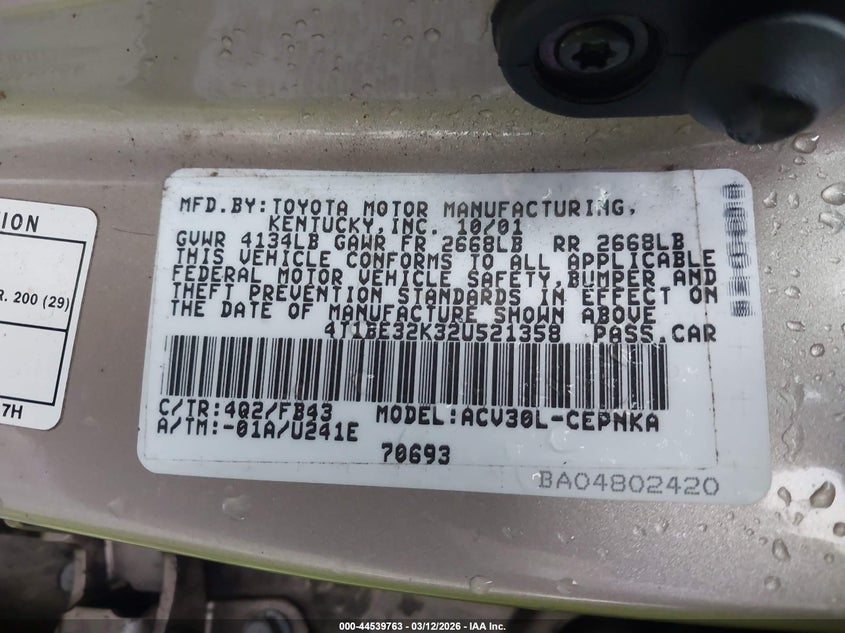 MFD.BY:TOYOTA MOTOR MANUFACTURING,
KENTUCKY,INC. 10/01
GVWR 4134LB GAWR FR 2668LB RR 2668LB
THIS VEHICLE CONFORMS TO ALL APPLICABLE
FEDERAL MOTOR VEHICLE SAFETY,BUMPER AND
THEFT PREVENTION STANDARDS IN EFFECT ON
THE DATE OF MANUFACTURE SHOWN ABOVE
4T1BE32K32U521358 PASS.CAR
C/TR:4Q2/FB43 MODEL:ACV30L-CEPNKA
A/TM:-01A/U241E
70693
BA04802420
ION
R. 200 (29)
7H
000-44539763 - 03/12/2026 - IAA Inc.